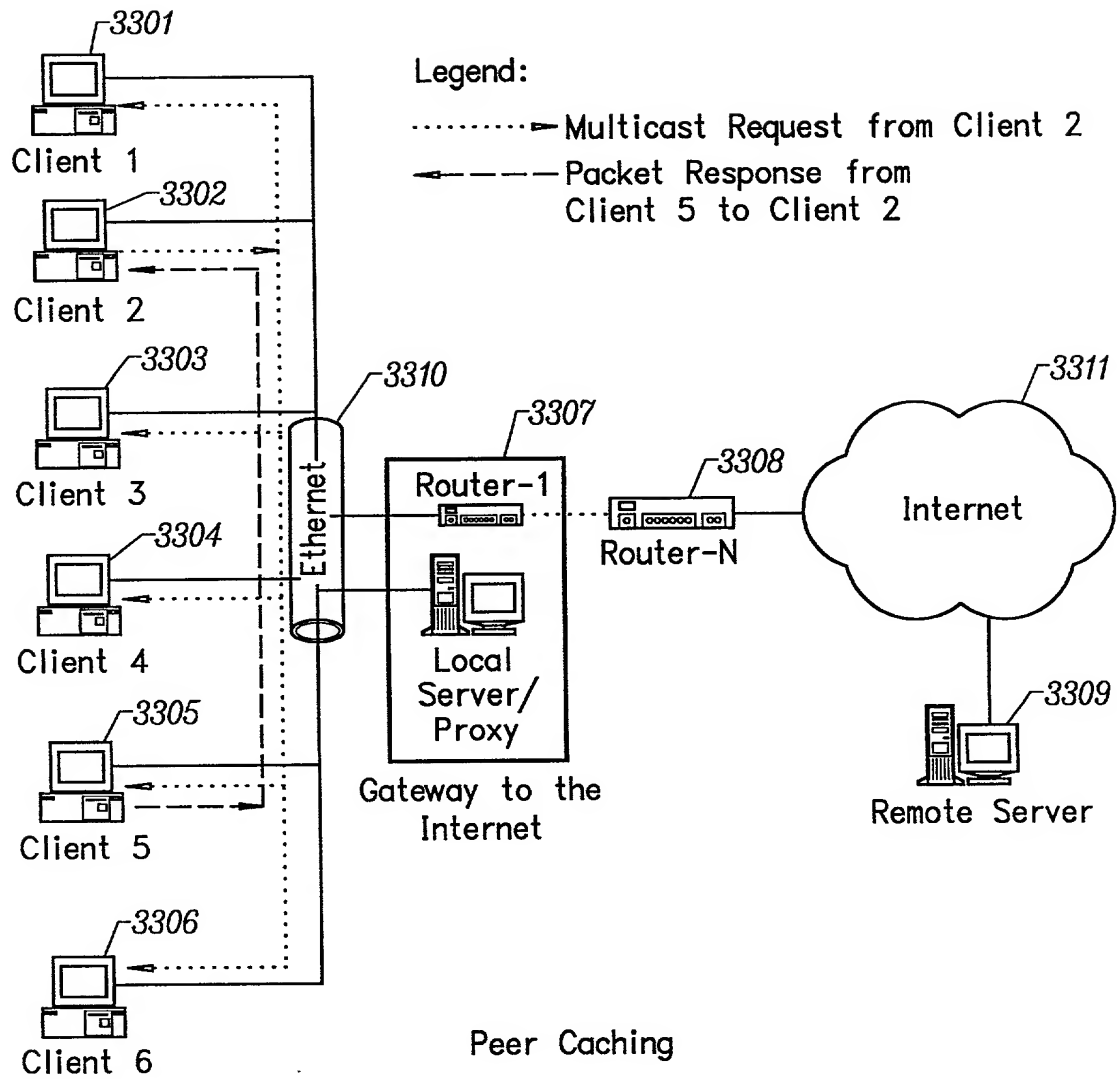 3301
Client 1
3302
Client 2
3303
Client 3
3304
Client 4
3305
Client 5
3306
Client 6
Legend:
Multicast Request from Client 2
Packet Response from
Client 5 to Client 2
3310
Ethernet
3307
Router-1
Local
Server/
Proxy
Gateway to the
Internet
3308
Router-N
3311
Internet
3309
Remote Server
Peer Caching